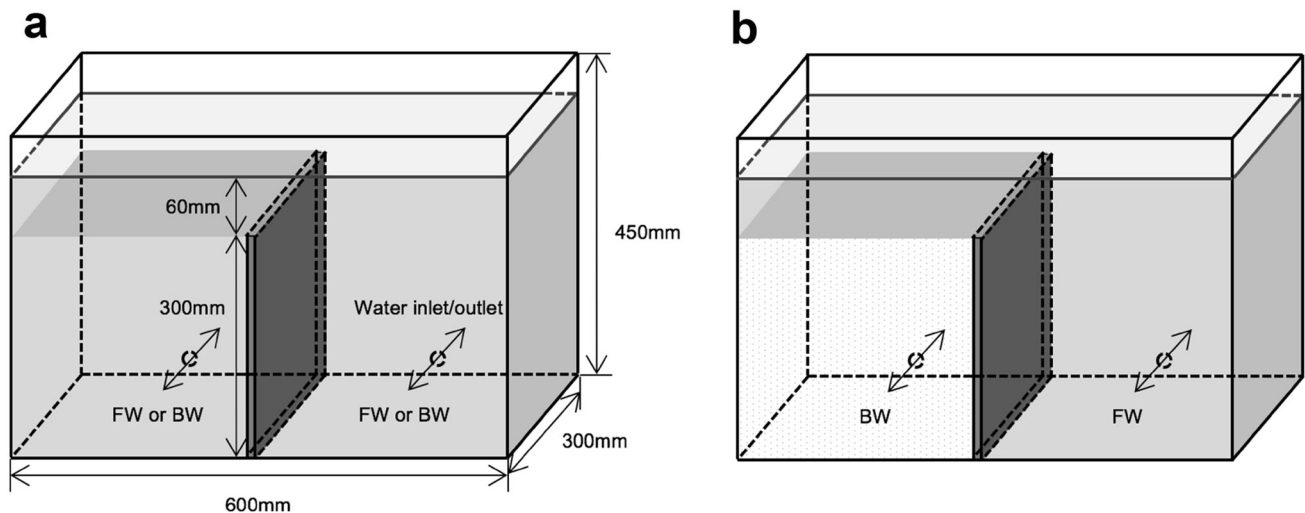 a
60mm
450mm
300mm
Water inlet/outlet
FW or BW
FW or BW
300mm
600mm
b
BW
FW